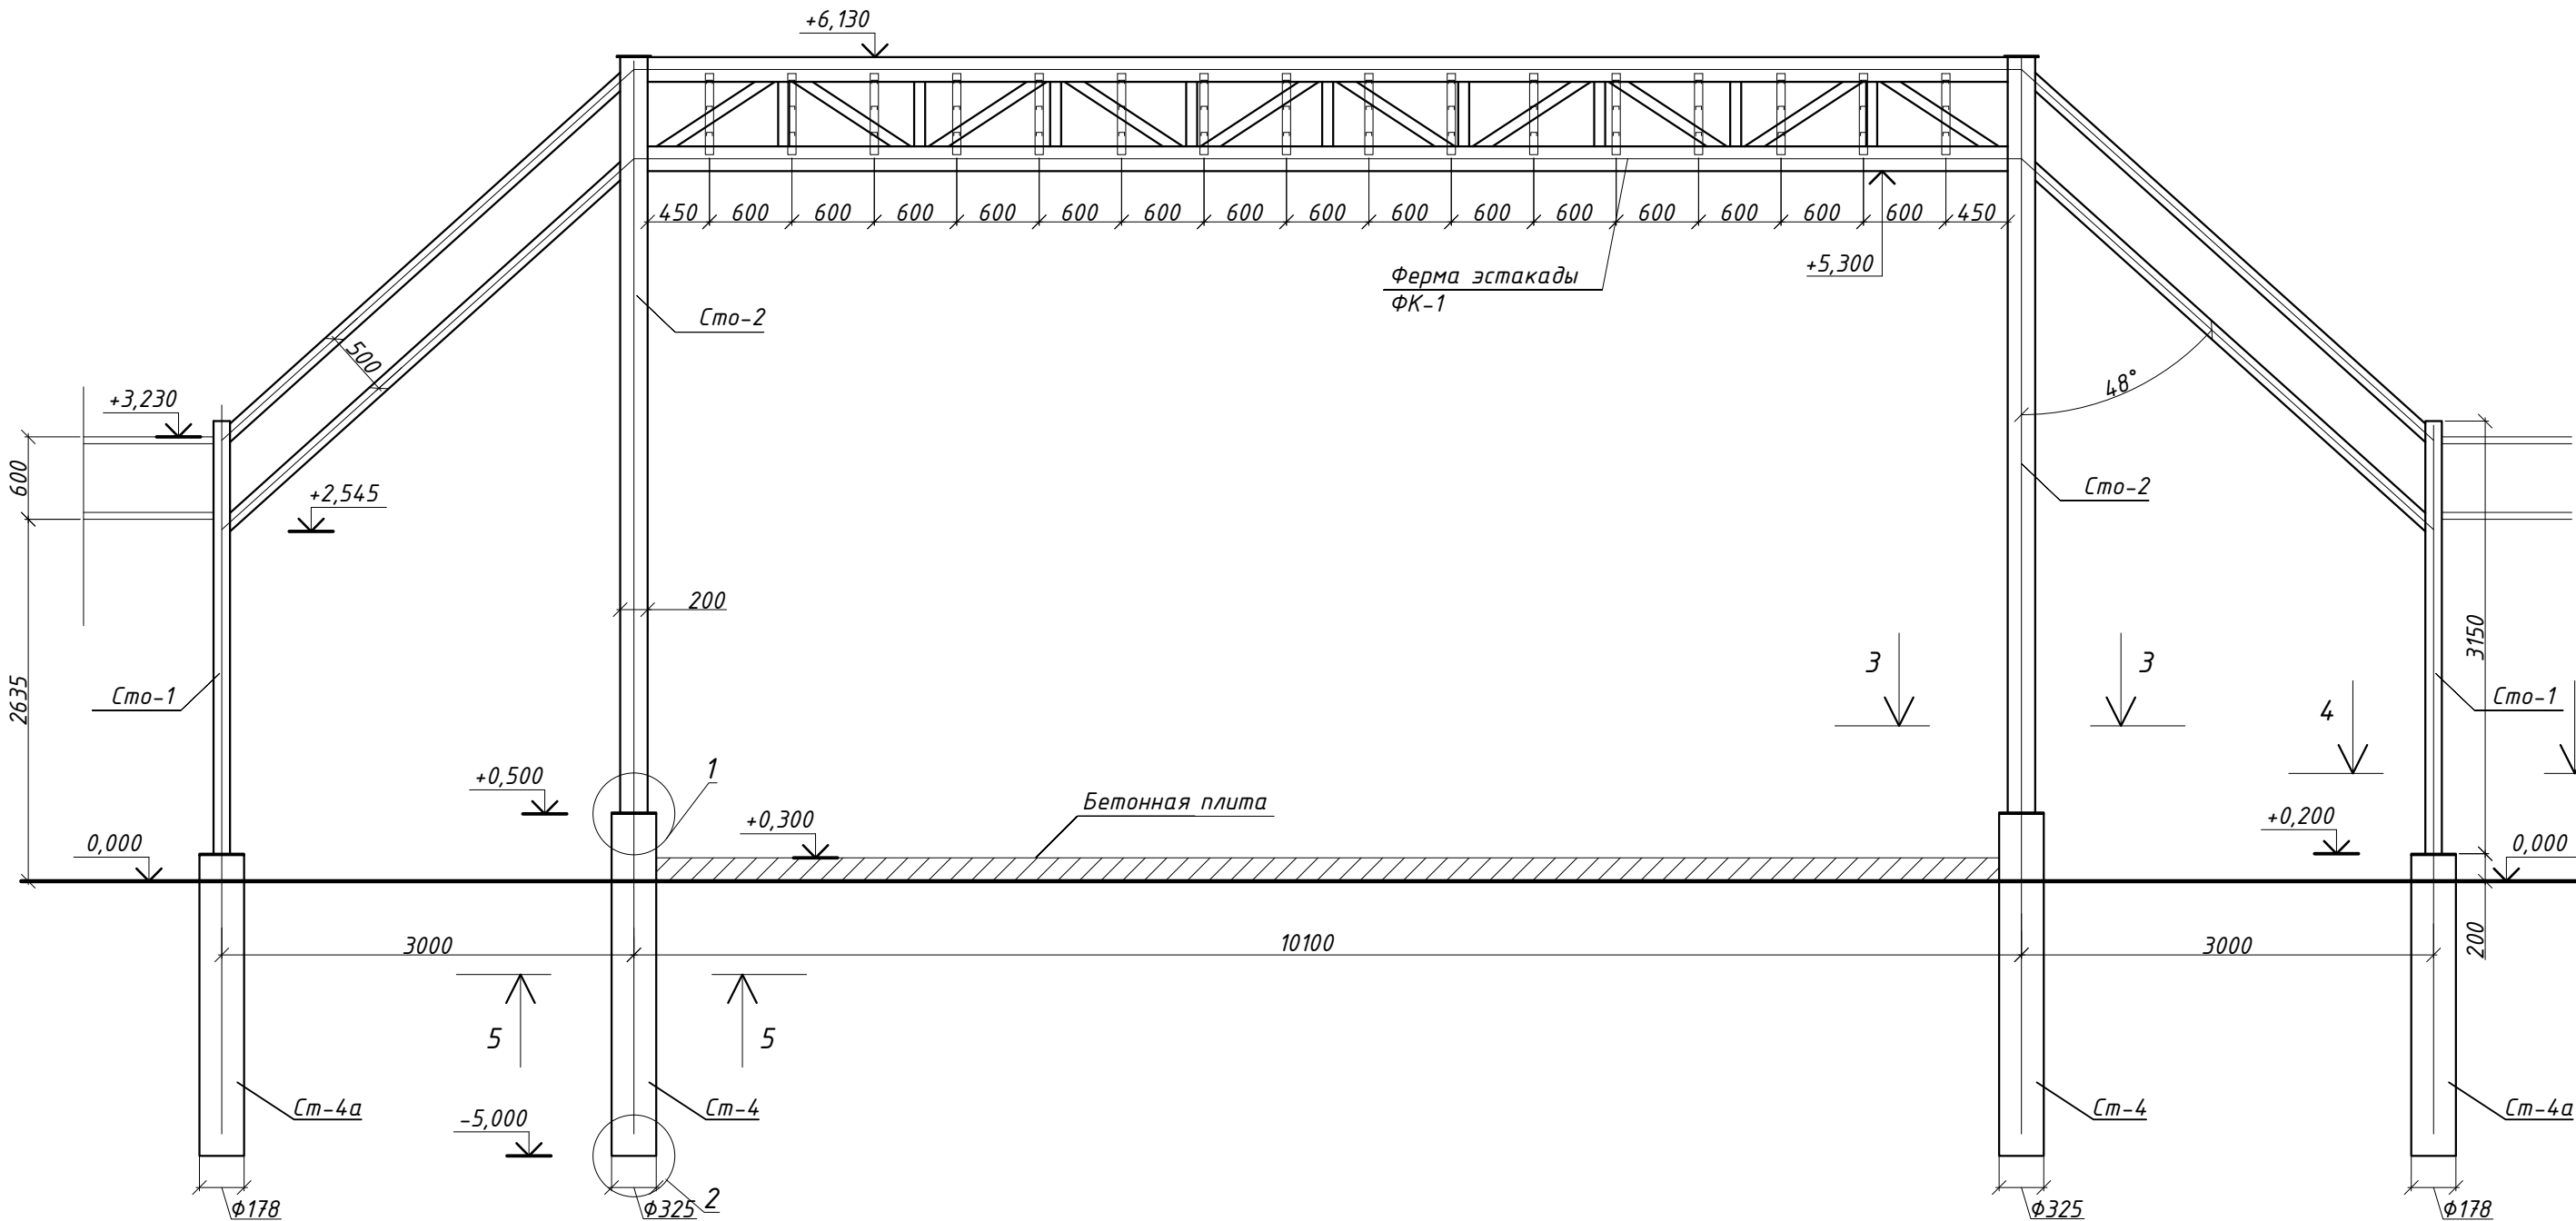 +6,130
450 600 600 600 600 600 600 600 600 600 600 600 600 600 600 600 450
+5,300
Ферма эстакады
ФК-1
Сто-2
500
48°
+3,230
600
+2,545
Сто-2
200
3150
2635
Сто-1
3
3
Сто-1
4
+0,500
1
+0,300
Бетонная плита
+0,200
0,000
0,000
3000
10100
3000
200
5
5
Ст-4а
-5,000
Ст-4
Ст-4
Ст-4а
ϕ178
ϕ325
2
ϕ325
ϕ178